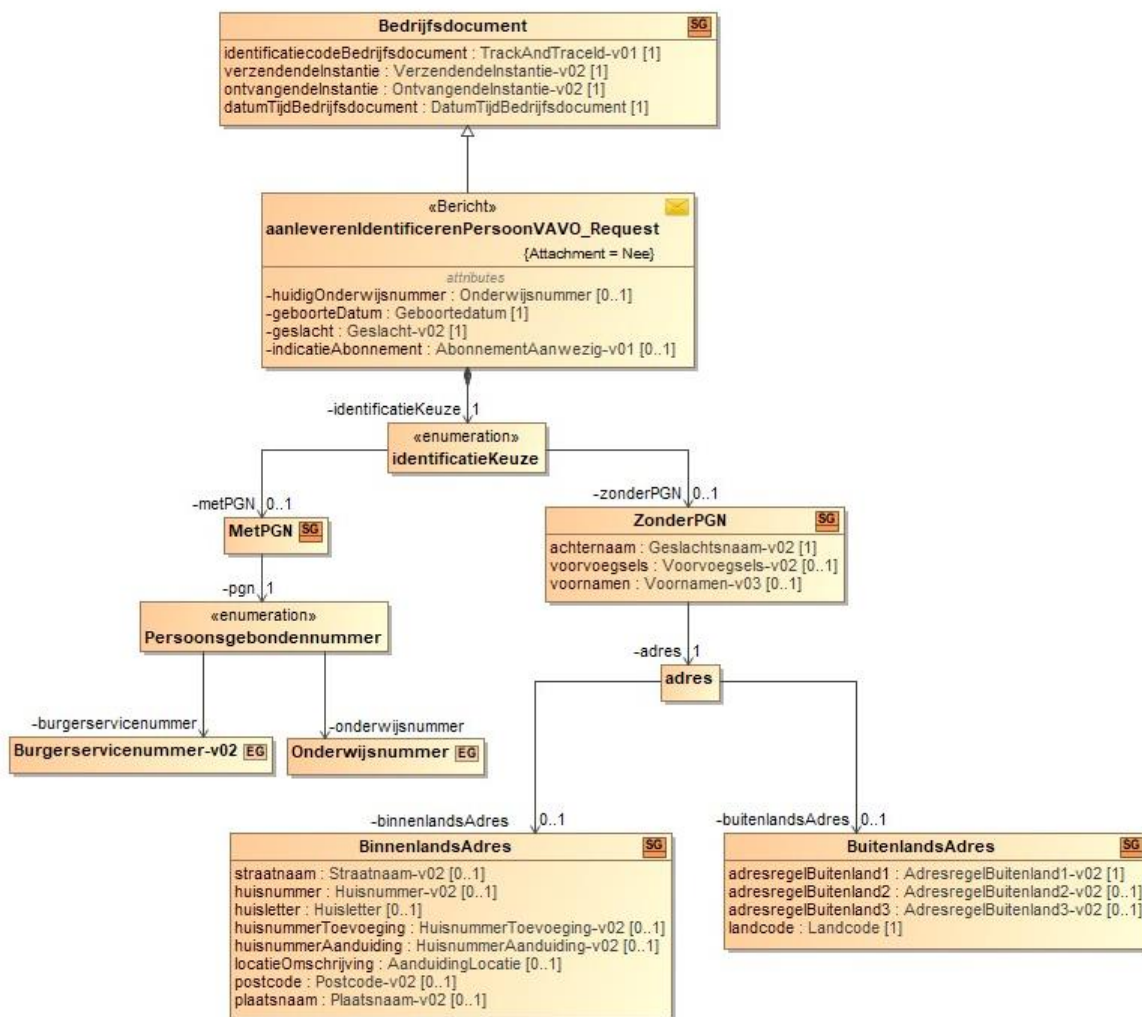 Bedrijfsdocument
SG
identificatiecodeBedrijfsdocument : TrackAndTraceId-v01 [1]
verzendendeInstantie : VerzendendeInstantie-v02 [1]
ontvangendeInstantie : OntvangendeInstantie-v02 [1]
datumTijdBedrijfsdocument : DatumTijdBedrijfsdocument [1]
«Bericht»
aanleverenIdentificerenPersoonVAVO_Request
{Attachment = Nee}
attributes
-huidigOnderwijsnummer : Onderwijsnummer [0..1]
-geboorteDatum : Geboortedatum [1]
-geslacht : Geslacht-v02 [1]
-indicatieAbonnement : AbonnementAanwezig-v01 [0..1]
-identificatieKeuze 1
«enumeration»
identificatieKeuze
-metPGN 0..1
-zonderPGN 0..1
MetPGN SG
ZonderPGN SG
achternaam : Geslachtsnaam-v02 [1]
voorvoegsels : Voorvoegsels-v02 [0..1]
voornamen : Voornamen-v03 [0..1]
-pgn 1
«enumeration»
Persoonsgebondennummer
-adres 1
adres
-burgerservicenummer
-onderwijsnummer
Burgerservicenummer-v02 EG
Onderwijsnummer EG
-binnenlandsAdres 0..1
-buitenlandsAdres 0..1
BinnenlandsAdres SG
straatnaam : Straatnaam-v02 [0..1]
huisnummer : Huisnummer-v02 [0..1]
huisletter : Huisletter [0..1]
huisnummerToevoeging : HuisnummerToevoeging-v02 [0..1]
huisnummerAanduiding : HuisnummerAanduiding-v02 [0..1]
locatieOmschrijving : AanduidingLocatie [0..1]
postcode : Postcode-v02 [0..1]
plaatsnaam : Plaatsnaam-v02 [0..1]
BuitenlandsAdres SG
adresregelBuitenland1 : AdresregelBuitenland1-v02 [1]
adresregelBuitenland2 : AdresregelBuitenland2-v02 [0..1]
adresregelBuitenland3 : AdresregelBuitenland3-v02 [0..1]
landcode : Landcode [1]